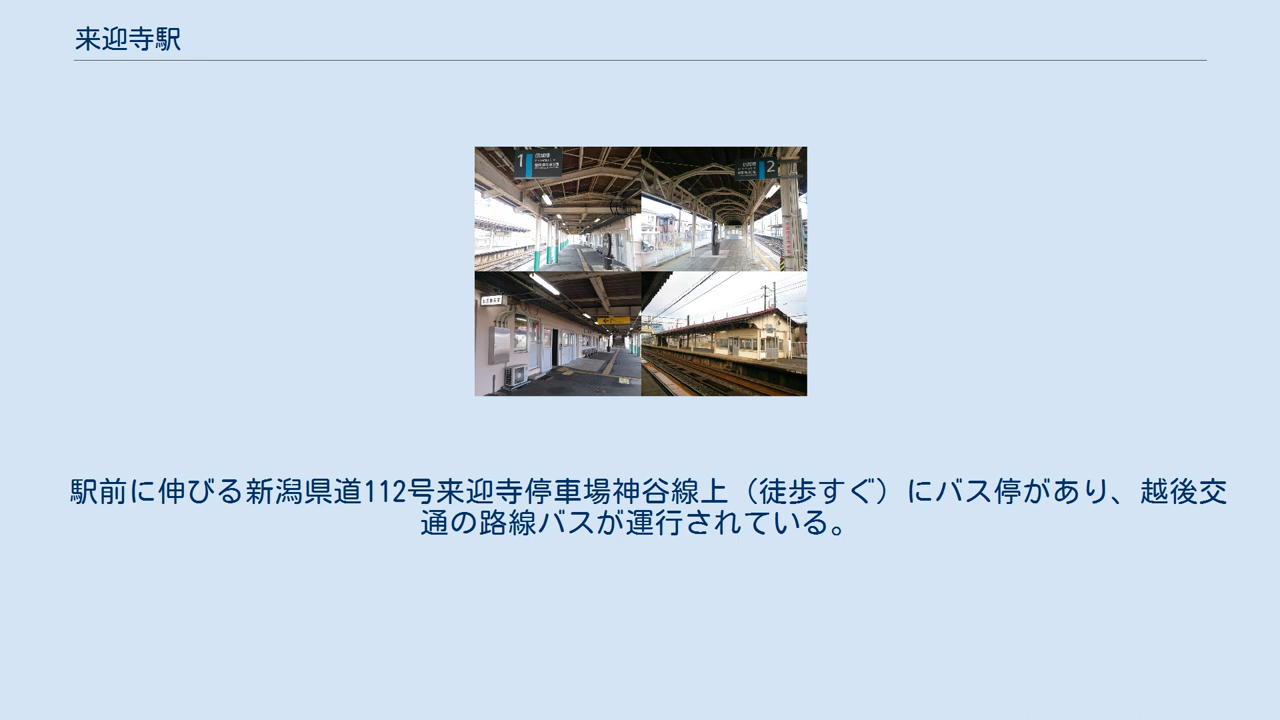 来迎寺駅
1
2
駅前に伸びる新潟県道112号来迎寺停車場神谷線上（徒歩すぐ）にバス停があり、越後交
通の路線バスが運行されている。